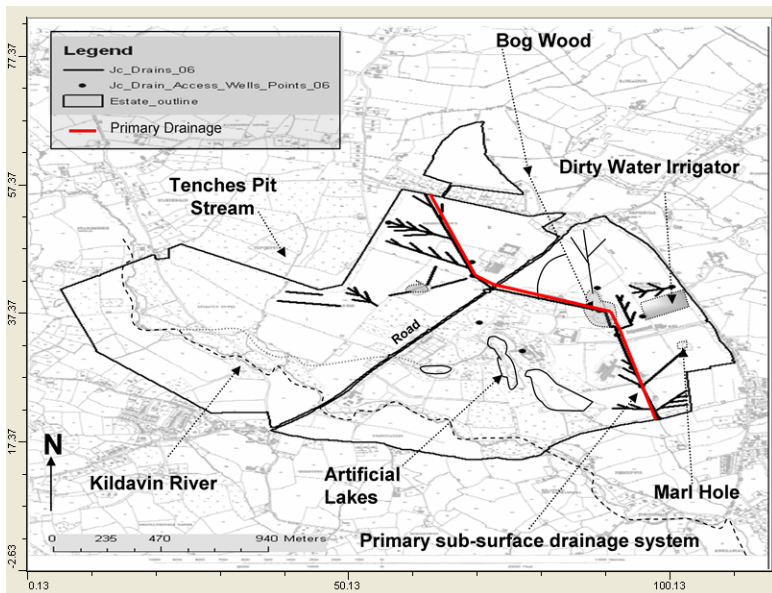 Legend
Jc_Drains_06
Jc_Drain_Access_Wells_Points_06
Estate_outline
Primary Drainage
Bog Wood
Dirty Water Irrigator
Tenches Pit
Stream
Road
N
Kildavin River
Artificial
Lakes
Marl Hole
Primary sub-surface drainage system
0 235 470 940 Meters
77.37
57.37
37.37
17.37
-2.63
0.13
50.13
100.13